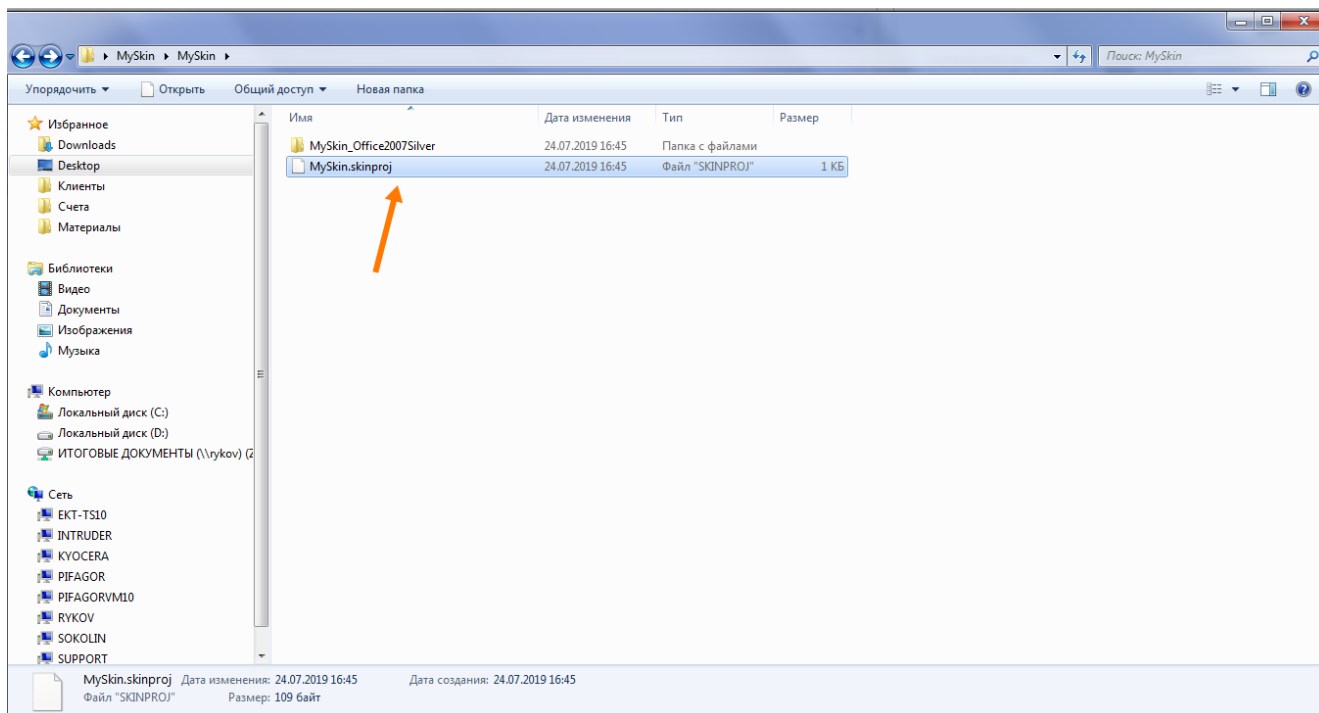 MySkin MySkin
Поиск: MySkin
Упорядочить Открыть Общий доступ Новая папка
Имя Дата изменения Тип Размер
MySkin_Office2007Silver 24.07.2019 16:45 Папка с файлами
MySkin.skinproj 24.07.2019 16:45 Файл "SKINPROJ" 1 КБ
Избранное
Downloads
Desktop
Клиенты
Счета
Материалы
Библиотеки
Видео
Документы
Изображения
Музыка
Компьютер
Локальный диск (C:)
Локальный диск (D:)
ИТОГОВЫЕ ДОКУМЕНТЫ (\\rykov) (Z
Сеть
EKT-TS10
INTRUDER
KYOCERA
PIFAGOR
PIFAGORVM10
RYKOV
SOKOLIN
SUPPORT
MySkin.skinproj Дата изменения: 24.07.2019 16:45 Дата создания: 24.07.2019 16:45
Файл "SKINPROJ" Размер: 109 байт